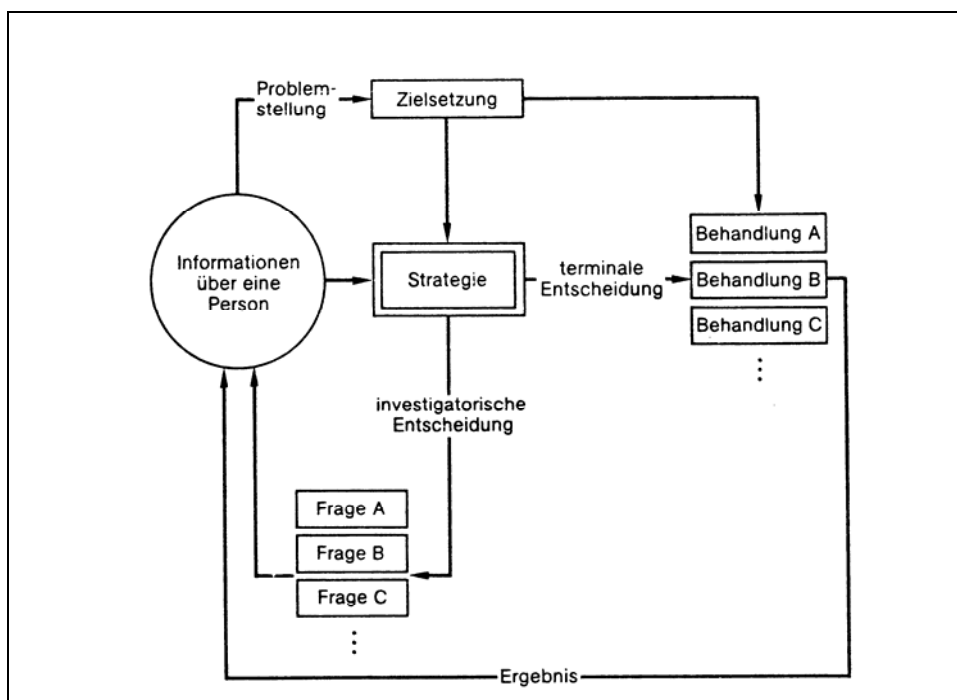 Problem-
stellung
Zielsetzung
Informationen
über eine
Person
Strategie
terminale
Entscheidung
Behandlung A
Behandlung B
Behandlung C
investigatorische
Entscheidung
Frage A
Frage B
Frage C
Ergebnis